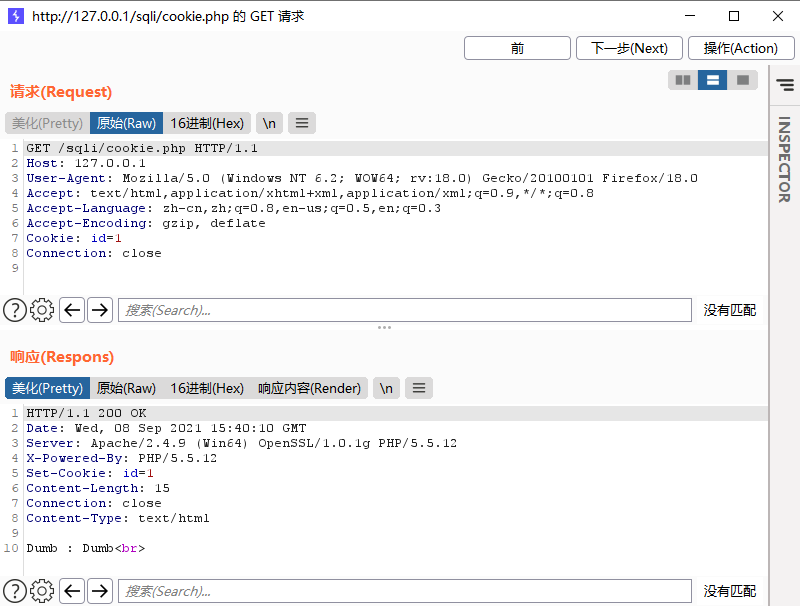 http://127.0.0.1/sqli/cookie.php 的 GET 请求
前 下一步(Next) 操作(Action)
请求(Request)
美化(Pretty) 原始(Raw) 16进制(Hex) \n
1 GET /sqli/cookie.php HTTP/1.1
2 Host: 127.0.0.1
3 User-Agent: Mozilla/5.0 (Windows NT 6.2; WOW64; rv:18.0) Gecko/20100101 Firefox/18.0
4 Accept: text/html,application/xhtml+xml,application/xml;q=0.9,*/*;q=0.8
5 Accept-Language: zh-cn,zh;q=0.8,en-us;q=0.5,en;q=0.3
6 Accept-Encoding: gzip, deflate
7 Cookie: id=1
8 Connection: close
9
? 搜索(Search)... 没有匹配
响应(Respons)
美化(Pretty) 原始(Raw) 16进制(Hex) 响应内容(Render) \n
1 HTTP/1.1 200 OK
2 Date: Wed, 08 Sep 2021 15:40:10 GMT
3 Server: Apache/2.4.9 (Win64) OpenSSL/1.0.1g PHP/5.5.12
4 X-Powered-By: PHP/5.5.12
5 Set-Cookie: id=1
6 Content-Length: 15
7 Connection: close
8 Content-Type: text/html
9
10 Dumb : Dumb<br>
? 搜索(Search)... 没有匹配
INSPECTOR